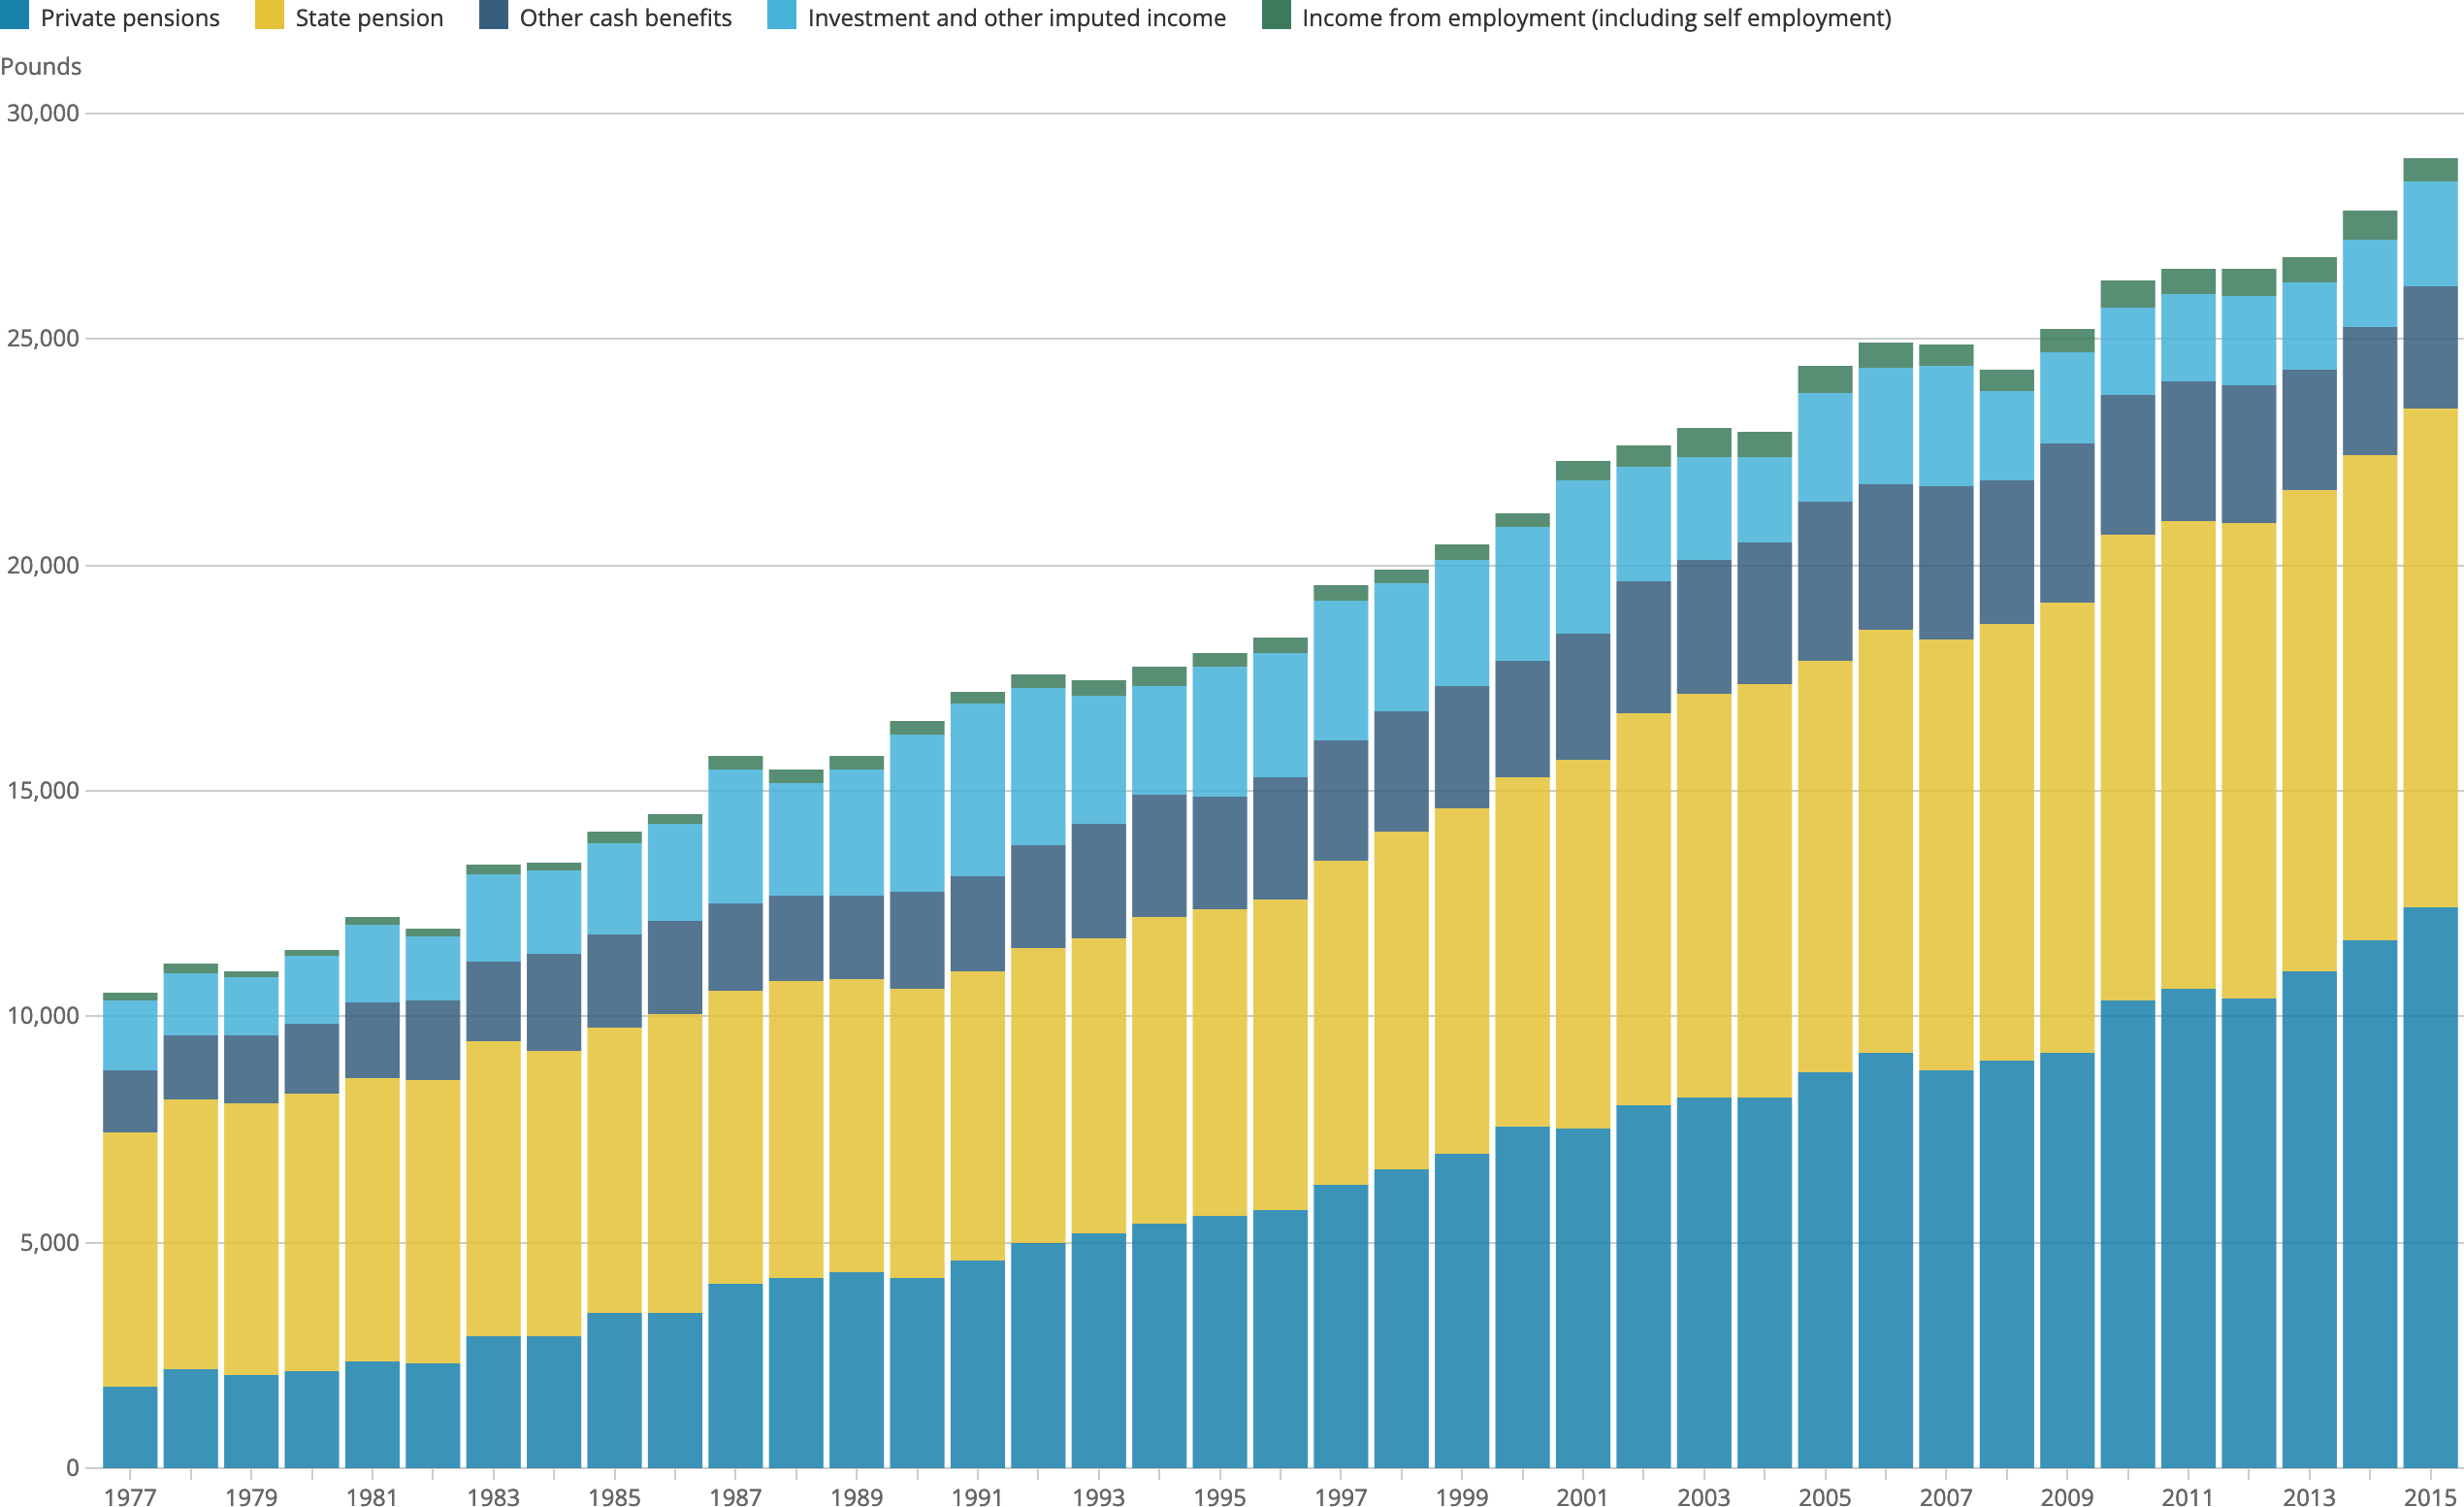 Private pensions State pension Other cash benefits Investment and other imputed income Income from employment (including self employment)
Pounds
30,000
25,000
20,000
15,000
10,000
5,000
0
1977 1979 1981 1983 1985 1987 1989 1991 1993 1995 1997 1999 2001 2003 2005 2007 2009 2011 2013 2015